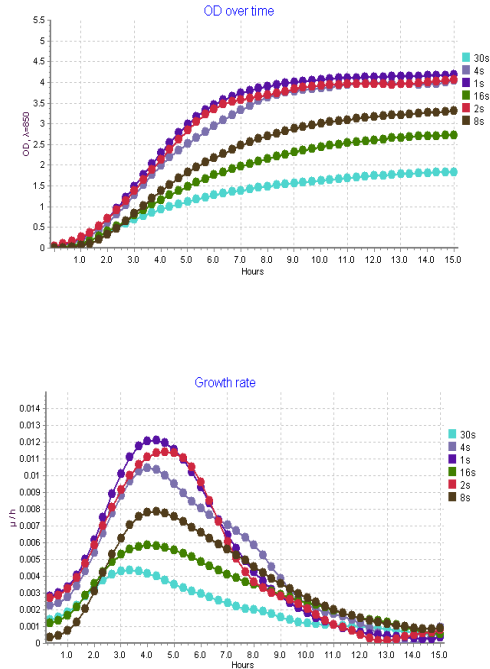 OD over time
5.5
5
4.5
4
3.5
3
2.5
2
1.5
1
0.5
0
OD, λ=850
1.0 2.0 3.0 4.0 5.0 6.0 7.0 8.0 9.0 10.0 11.0 12.0 13.0 14.0 15.0
Hours
30s
4s
1s
16s
2s
8s
Growth rate
0.014
0.013
0.012
0.011
0.01
0.009
0.008
0.007
0.006
0.005
0.004
0.003
0.002
0.001
0
μ / h
1.0 2.0 3.0 4.0 5.0 6.0 7.0 8.0 9.0 10.0 11.0 12.0 13.0 14.0 15.0
Hours
30s
4s
1s
16s
2s
8s